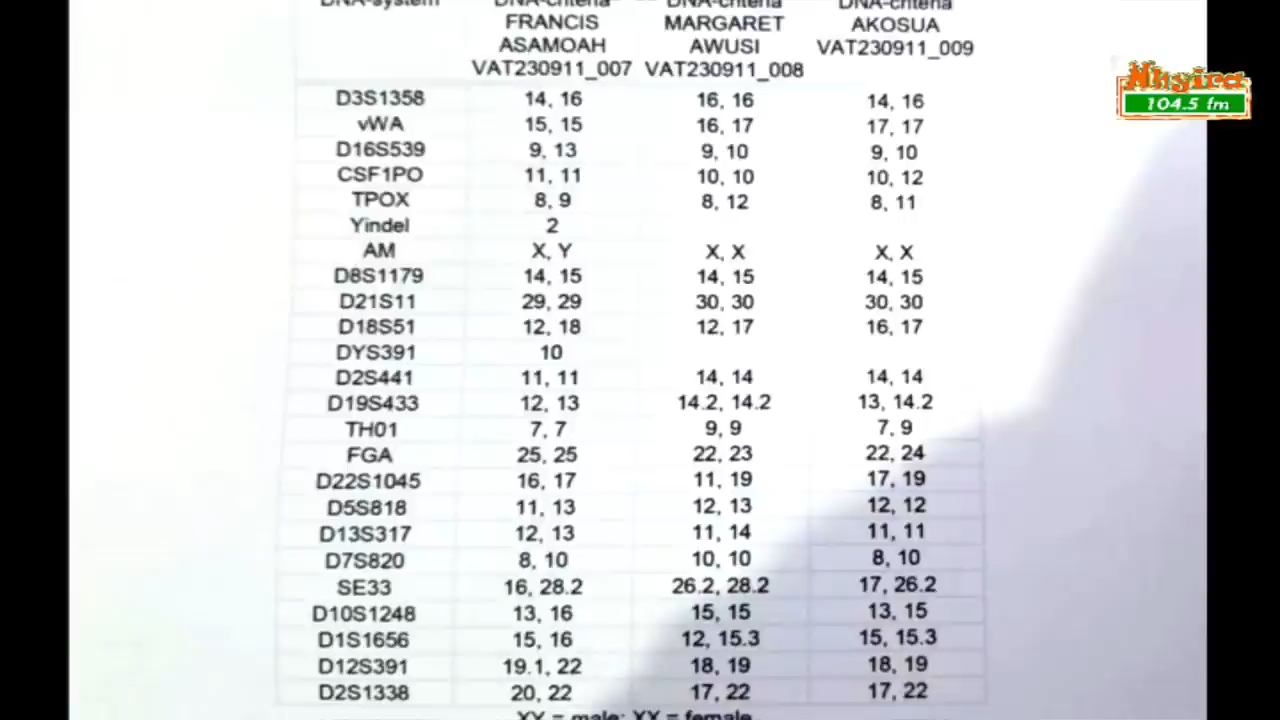 DNA-system DNA-criteria DNA-criteria DNA-criteria
FRANCIS MARGARET AKOSUA
ASAMOAH AWUSI VAT230911_009
VAT230911_007 VAT230911_008
D3S1358 14, 16 16, 16 14, 16
vWA 15, 15 16, 17 17, 17
D16S539 9, 13 9, 10 9, 10
CSF1PO 11, 11 10, 10 10, 12
TPOX 8, 9 8, 12 8, 11
Yindel 2
AM X, Y X, X X, X
D8S1179 14, 15 14, 15 14, 15
D21S11 29, 29 30, 30 30, 30
D18S51 12, 18 12, 17 16, 17
DYS391 10
D2S441 11, 11 14, 14 14, 14
D19S433 12, 13 14.2, 14.2 13, 14.2
TH01 7, 7 9, 9 7, 9
FGA 25, 25 22, 23 22, 24
D22S1045 16, 17 11, 19 17, 19
D5S818 11, 13 12, 13 12, 12
D13S317 12, 13 11, 14 11, 11
D7S820 8, 10 10, 10 8, 10
SE33 16, 28.2 26.2, 28.2 17, 26.2
D10S1248 13, 16 15, 15 13, 15
D1S1656 15, 16 12, 15.3 15, 15.3
D12S391 19.1, 22 18, 19 18, 19
D2S1338 20, 22 17, 22 17, 22
XY = male; XX = female
Nhyira
104.5 fm